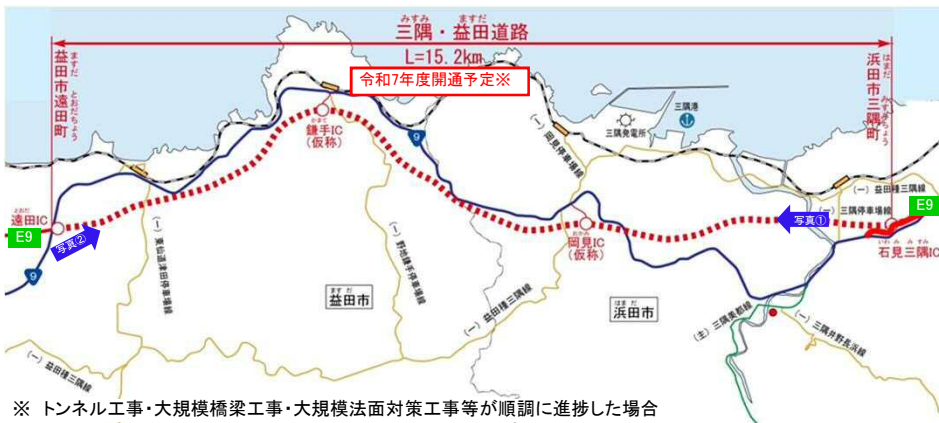 みすみ ますだ
三隅・益田道路
L=15.2km
令和7年度開通予定※
ますだ とおだちょう
益田市遠田町
はまだ みすみちょう
浜田市三隅町
かまて
鎌手IC
(仮称)
9
(一)岡見停車場線
三隅発電所
三隅港
(一)益田種三隅線
(一)三隅停車場線
E9
とおだ
遠田IC
E9
写真②
写真①
いわみみすみ
石見三隅IC
おかみ
岡見IC
(仮称)
9
(一)東仙道津田停車場線
(一)野地鎌手停車場線
ますだ
益田市
(一)益田種三隅線
はまだ
浜田市
(主)三隅美都線
(一)三隅井野長浜線
(一)益田種三隅線
※ トンネル工事・大規模橋梁工事・大規模法面対策工事等が順調に進捗した場合